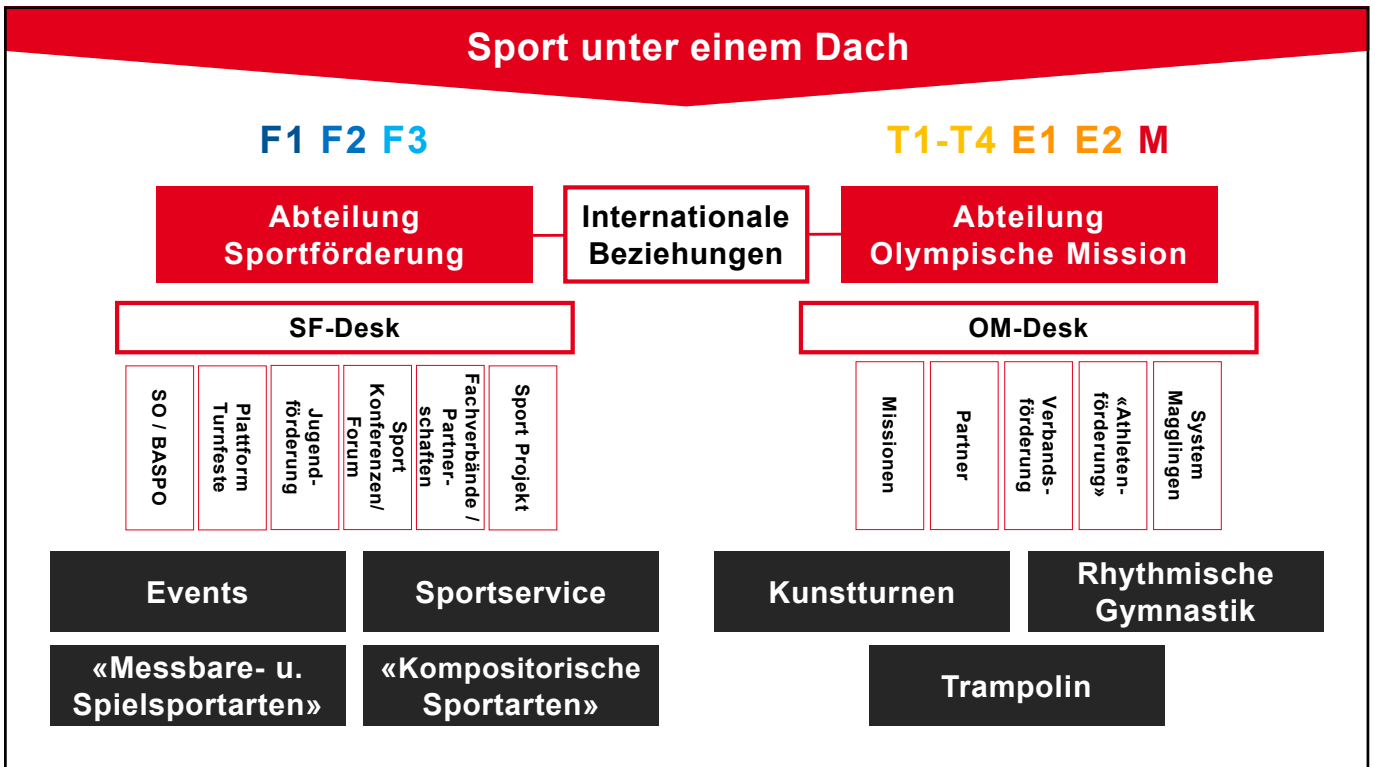 Sport unter einem Dach
F1 F2 F3
T1-T4 E1 E2 M
Abteilung
Sportförderung
Internationale
Beziehungen
Abteilung
Olympische Mission
SF-Desk
OM-Desk
SO / BASPO
Plattform
Turnfeste
Jugend-
förderung
Sport
Konferenzen/
Forum
Fachverbände /
Partner-
schaften
Sport Projekt
Missionen
Partner
Verbands-
förderung
«Athleten-
förderung»
System
Magglingen
Events
Sportservice
Kunstturnen
Rhythmische
Gymnastik
«Messbare- u.
Spielsportarten»
«Kompositorische
Sportarten»
Trampolin